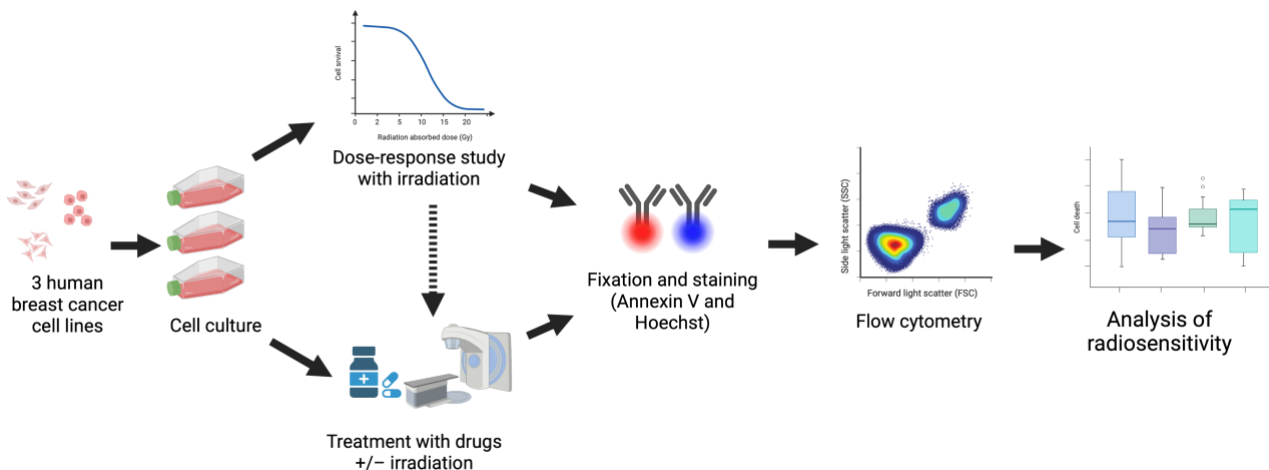 3 human
breast cancer
cell lines
Cell culture
Cell srvival
0 2 5 10 15 20
Radiation absorbed dose (Gy)
Dose-response study
with irradiation
Treatment with drugs
+/− irradiation
Fixation and staining
(Annexin V and
Hoechst)
Side light scatter (SSC)
Forward light scatter (FSC)
Flow cytometry
Cell death
Analysis of
radiosensitivity